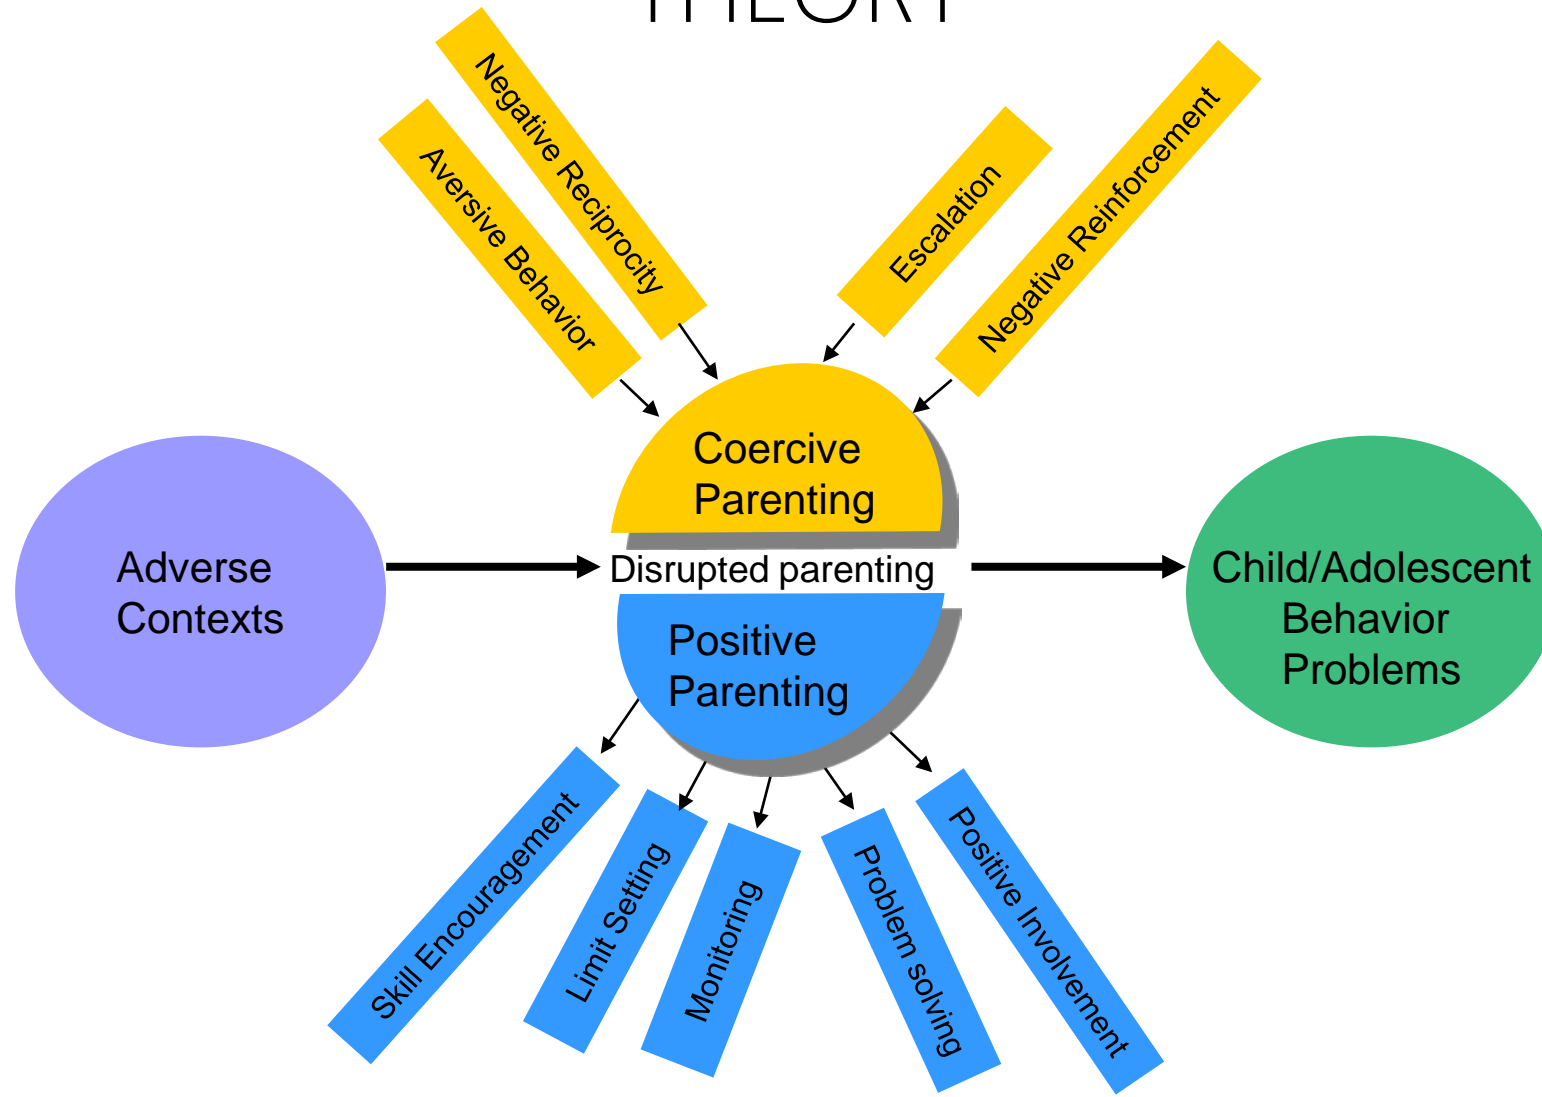 THEORY
Negative Reciprocity
Aversive Behavior
Escalation
Negative Reinforcement
Coercive
Parenting
Adverse
Contexts
Disrupted parenting
Child/Adolescent
Behavior
Problems
Positive
Parenting
Skill Encouragement
Limit Setting
Monitoring
Problem solving
Positive Involvement